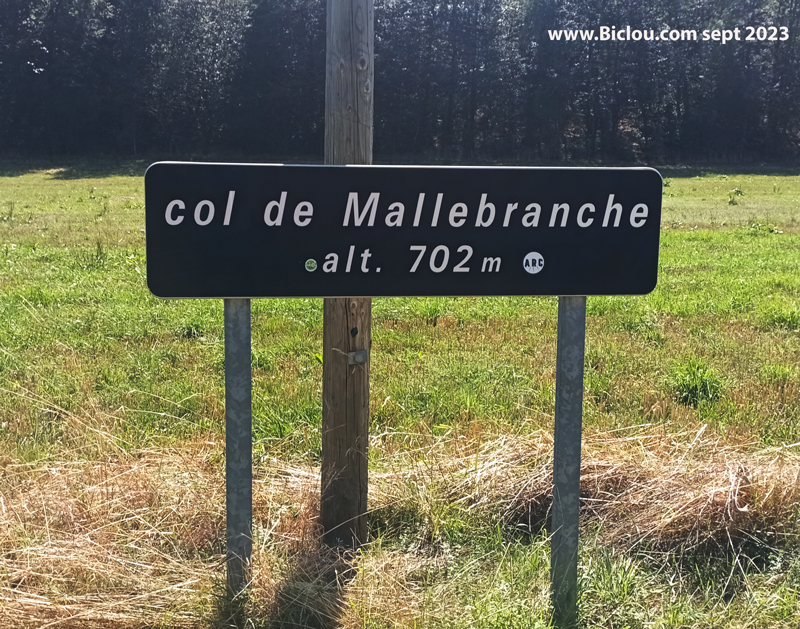 www.Biclou.com sept 2023
col de Mallebranche
alt. 702 m
ARC